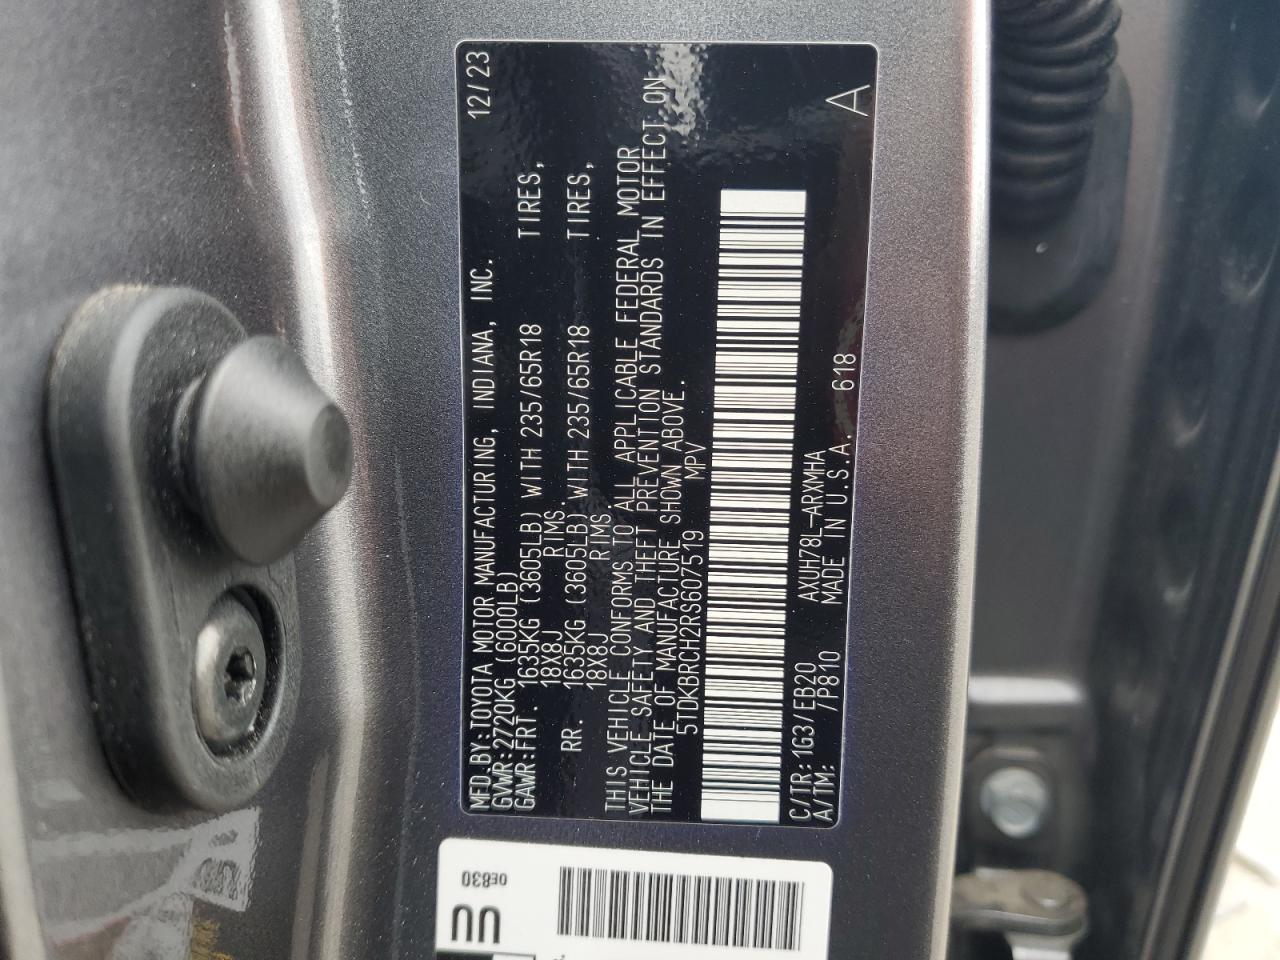 MFD.BY:TOYOTA MOTOR MANUFACTURING, INDIANA, INC. 12/23
GVWR:2720KG (6000LB)
GAWR:FRT. 1635KG (3605LB) WITH 235/65R18 TIRES,
18X8J RIMS.
RR. 1635KG (3605LB) WITH 235/65R18 TIRES,
18X8J RIMS.
THIS VEHICLE CONFORMS TO ALL APPLICABLE FEDERAL MOTOR
VEHICLE SAFETY AND THEFT PREVENTION STANDARDS IN EFFECT ON
THE DATE OF MANUFACTURE SHOWN ABOVE.
5TDKBRCH2RS607519 MPV
C/TR:1G3/EB20 AXUH78L-ARXMHA
A/TM: /P810 MADE IN U.S.A. 618 A
0E830
UU